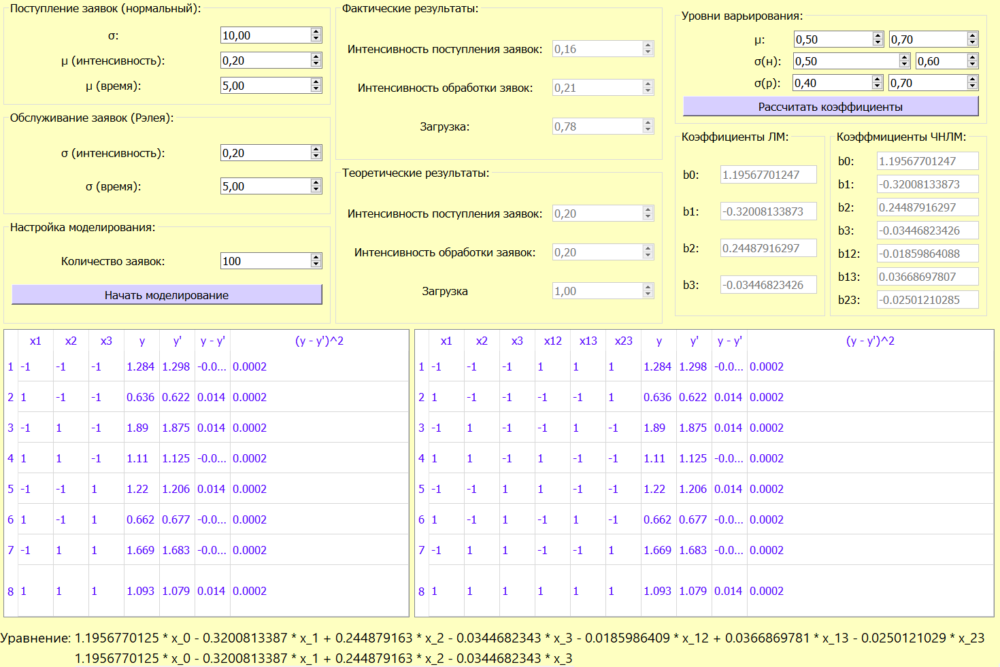 Поступление заявок (нормальный):
σ: 10,00
μ (интенсивность): 0,20
μ (время): 5,00
Обслуживание заявок (Рэлея):
σ (интенсивность): 0,20
σ (время): 5,00
Настройка моделирования:
Количество заявок: 100
Начать моделирование
Фактические результаты:
Интенсивность поступления заявок: 0,16
Интенсивность обработки зявок: 0,21
Загрузка: 0,78
Теоретические результаты:
Интенсивность поступления заявок: 0,20
Интенсивность обработки заявок: 0,20
Загрузка 1,00
Уровни варьирования:
μ: 0,50 0,70
σ(н): 0,50 0,60
σ(р): 0,40 0,70
Рассчитать коэффициенты
Коэффициенты ЛМ:
b0: 1.19567701247
b1: -0.32008133873
b2: 0.24487916297
b3: -0.03446823426
Коэффмициенты ЧНЛМ:
b0: 1.19567701247
b1: -0.32008133873
b2: 0.24487916297
b3: -0.03446823426
b12: -0.01859864088
b13: 0.03668697807
b23: -0.02501210285
x1 x2 x3 y y' y - y' (y - y')^2
1 -1 -1 -1 1.284 1.298 -0.0... 0.0002
2 1 -1 -1 0.636 0.622 0.014 0.0002
3 -1 1 -1 1.89 1.875 0.014 0.0002
4 1 1 -1 1.11 1.125 -0.0... 0.0002
5 -1 -1 1 1.22 1.206 0.014 0.0002
6 1 -1 1 0.662 0.677 -0.0... 0.0002
7 -1 1 1 1.669 1.683 -0.0... 0.0002
8 1 1 1 1.093 1.079 0.014 0.0002
x1 x2 x3 x12 x13 x23 y y' y - y' (y - y')^2
1 -1 -1 -1 1 1 1 1.284 1.298 -0.0... 0.0002
2 1 -1 -1 -1 -1 1 0.636 0.622 0.014 0.0002
3 -1 1 -1 -1 1 -1 1.89 1.875 0.014 0.0002
4 1 1 -1 1 -1 -1 1.11 1.125 -0.0... 0.0002
5 -1 -1 1 1 -1 -1 1.22 1.206 0.014 0.0002
6 1 -1 1 -1 1 -1 0.662 0.677 -0.0... 0.0002
7 -1 1 1 -1 -1 1 1.669 1.683 -0.0... 0.0002
8 1 1 1 1 1 1 1.093 1.079 0.014 0.0002
Уравнение: 1.1956770125 * x_0 - 0.3200813387 * x_1 + 0.244879163 * x_2 - 0.0344682343 * x_3 - 0.0185986409 * x_12 + 0.0366869781 * x_13 - 0.0250121029 * x_23
1.1956770125 * x_0 - 0.3200813387 * x_1 + 0.244879163 * x_2 - 0.0344682343 * x_3